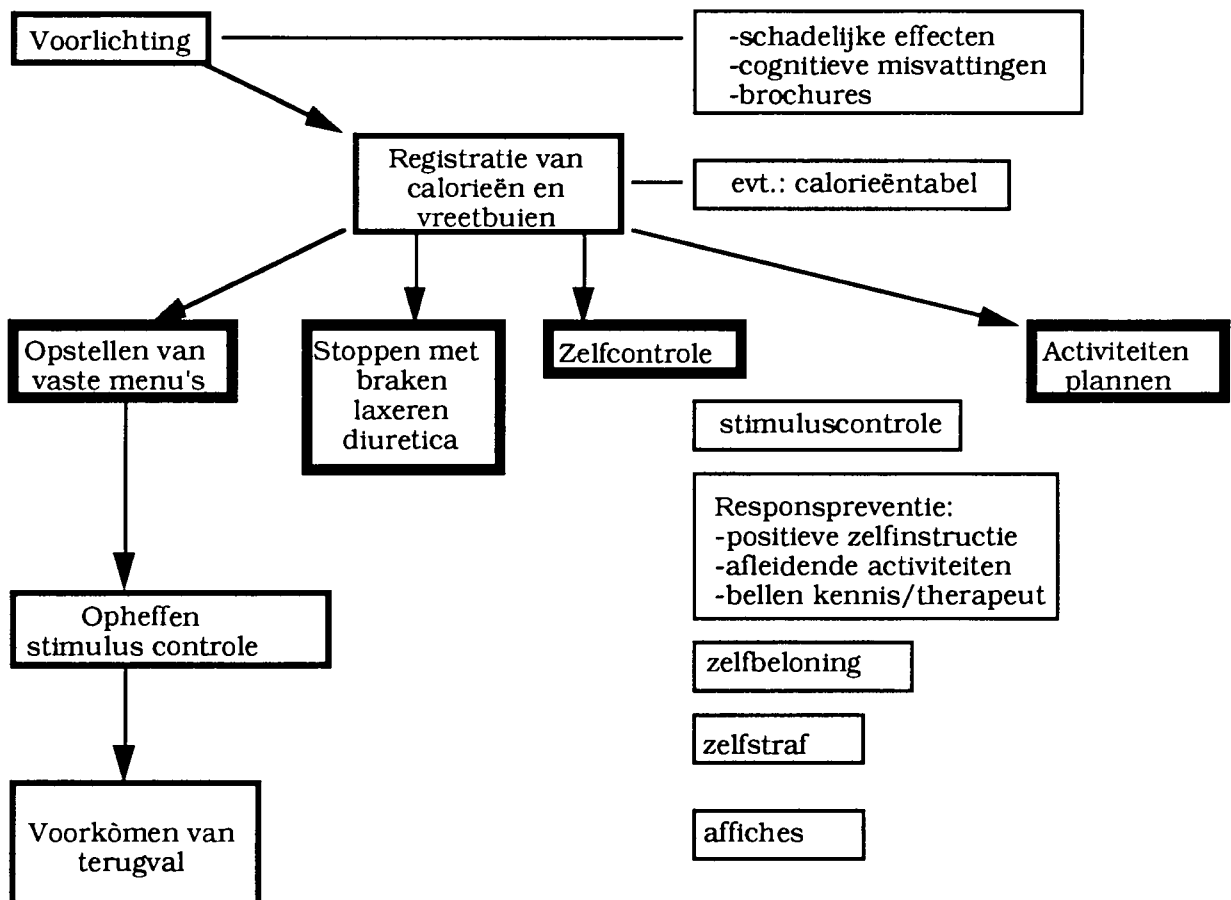 Voorlichting
-schadelijke effecten
-cognitieve misvattingen
-brochures
Registratie van
calorieën en
vreetbuien
evt.: calorieëntabel
Opstellen van
vaste menu's
Stoppen met
braken
laxeren
diuretica
Zelfcontrole
Activiteiten
plannen
stimuluscontrole
Responspreventie:
-positieve zelfinstructie
-afleidende activiteiten
-bellen kennis/therapeut
Opheffen
stimulus controle
zelfbeloning
zelfstraf
Voorkòmen van
terugval
affiches